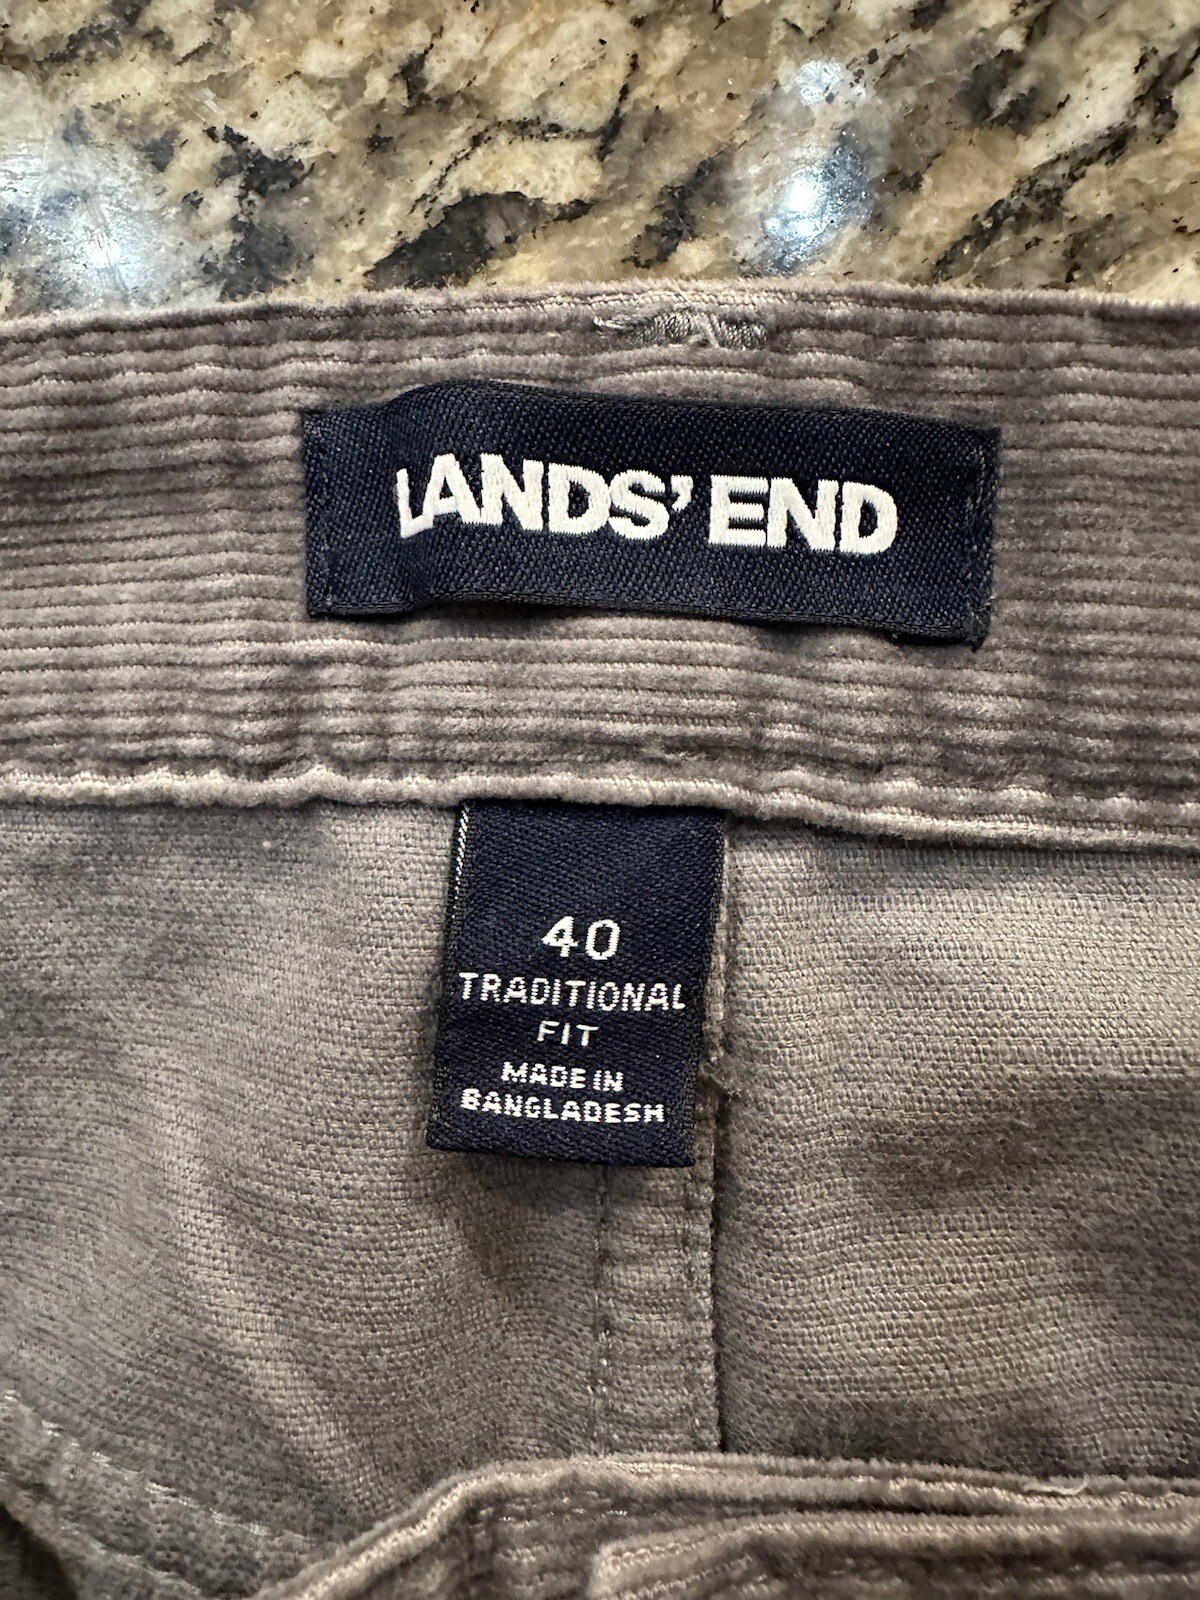 LANDS' END
40
TRADITIONAL
FIT
MADE IN
BANGLADESH